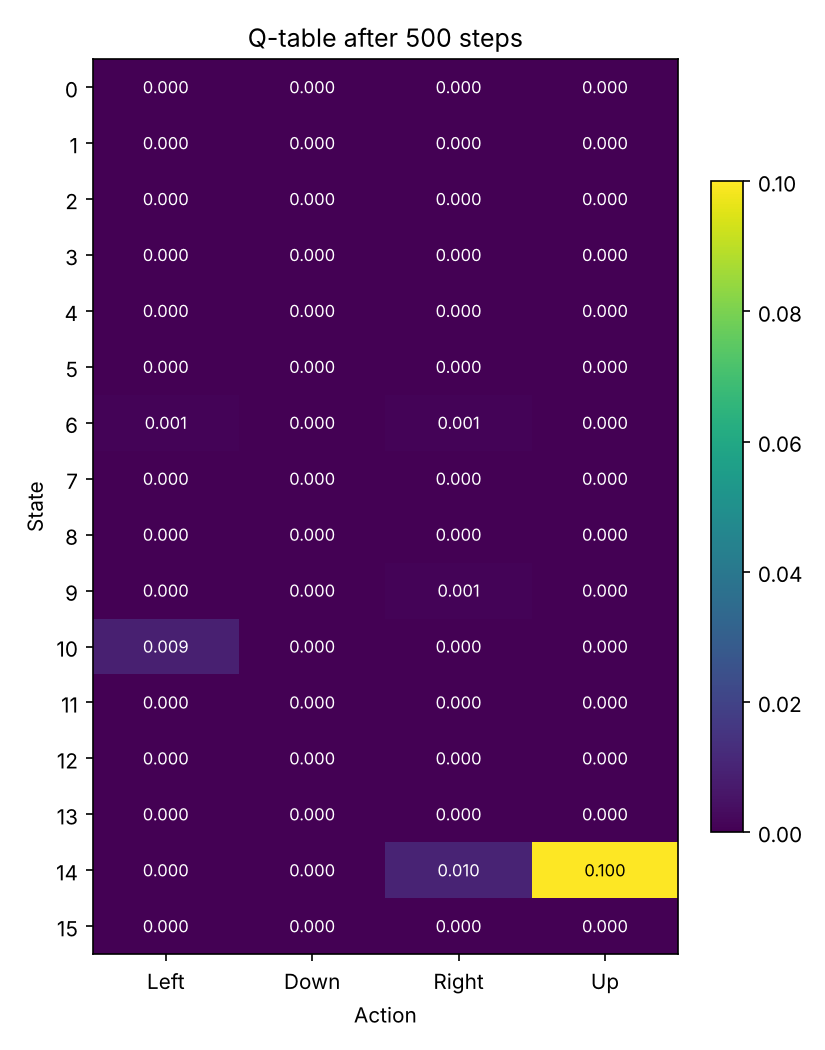 Q-table after 500 steps
0 0.000 0.000 0.000 0.000
1 0.000 0.000 0.000 0.000
2 0.000 0.000 0.000 0.000
3 0.000 0.000 0.000 0.000
4 0.000 0.000 0.000 0.000
5 0.000 0.000 0.000 0.000
6 0.001 0.000 0.001 0.000
7 0.000 0.000 0.000 0.000
8 0.000 0.000 0.000 0.000
9 0.000 0.000 0.001 0.000
10 0.009 0.000 0.000 0.000
11 0.000 0.000 0.000 0.000
12 0.000 0.000 0.000 0.000
13 0.000 0.000 0.000 0.000
14 0.000 0.000 0.010 0.100
15 0.000 0.000 0.000 0.000
State
Left Down Right Up
Action
0.10
0.08
0.06
0.04
0.02
0.00